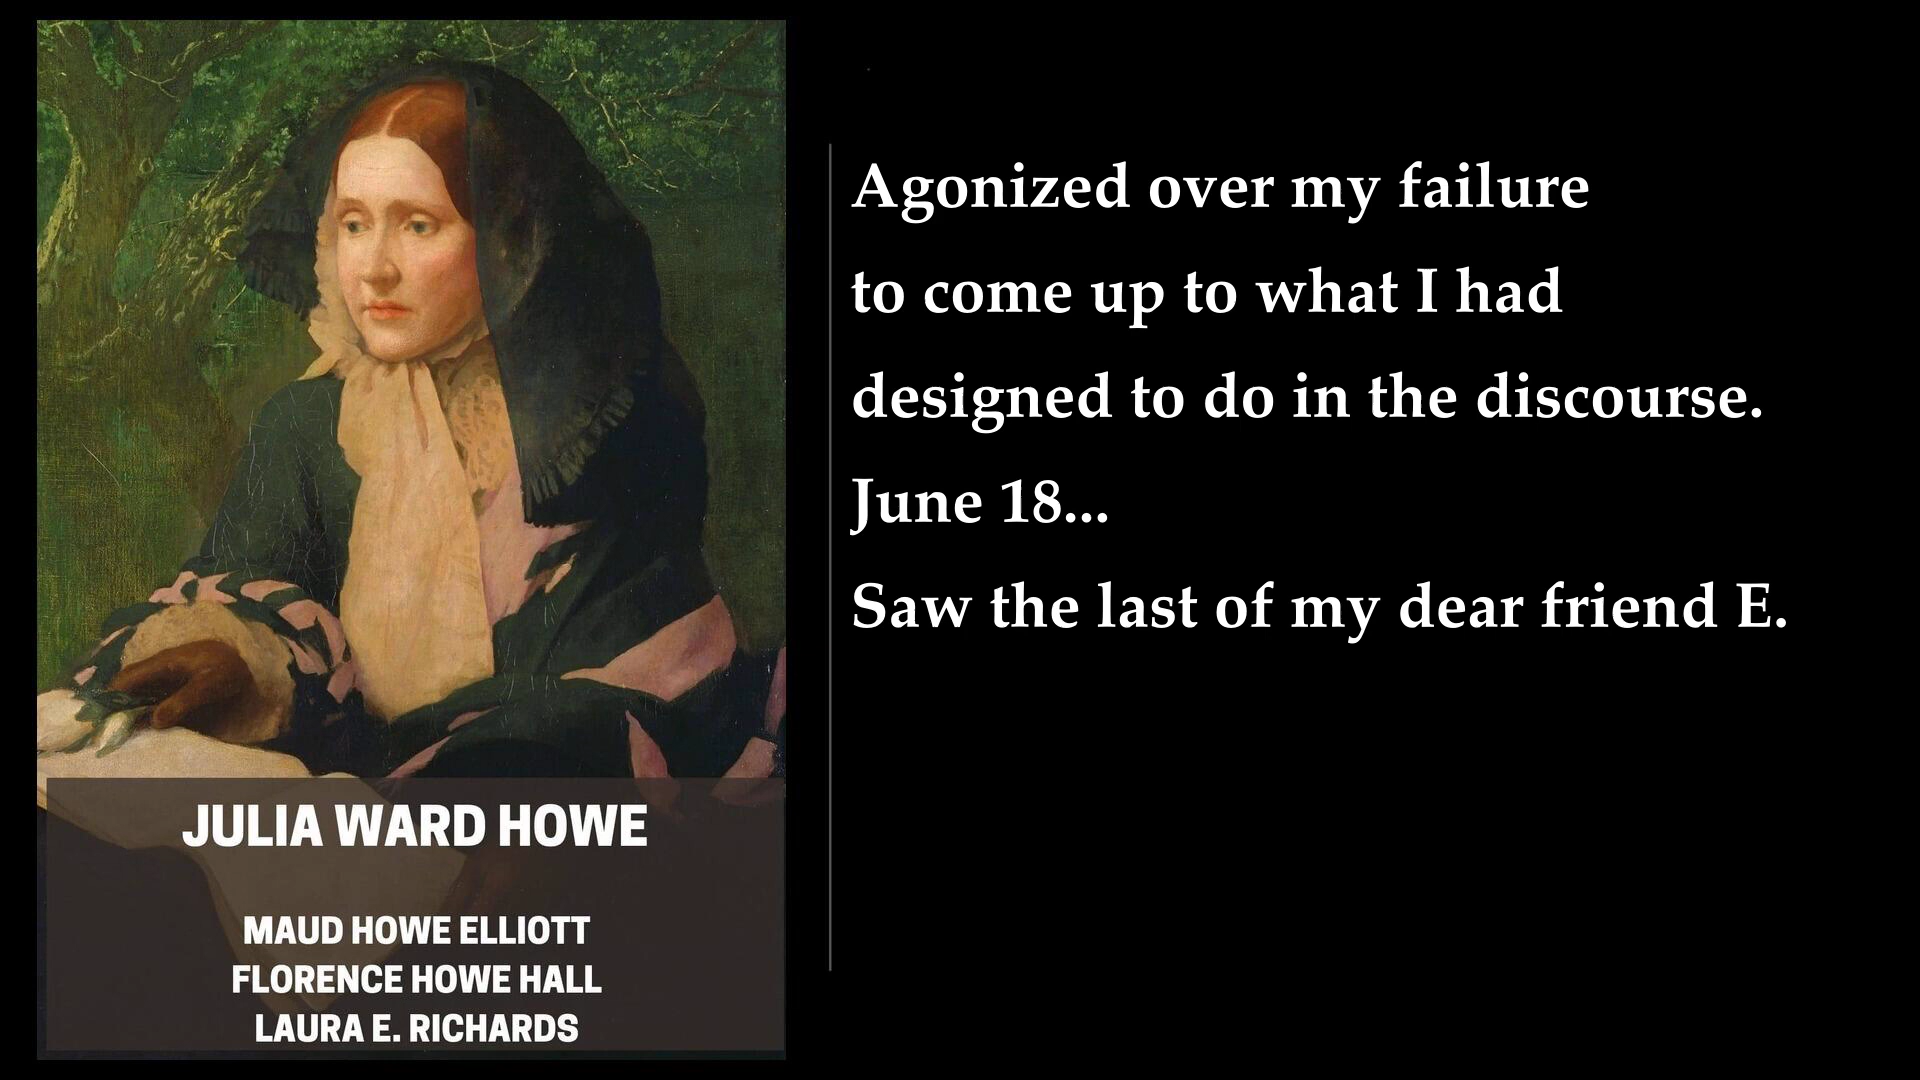 Agonized over my failure
to come up to what I had
designed to do in the discourse.
June 18...
Saw the last of my dear friend E.
JULIA WARD HOWE
MAUD HOWE ELLIOTT
FLORENCE HOWE HALL
LAURA E. RICHARDS